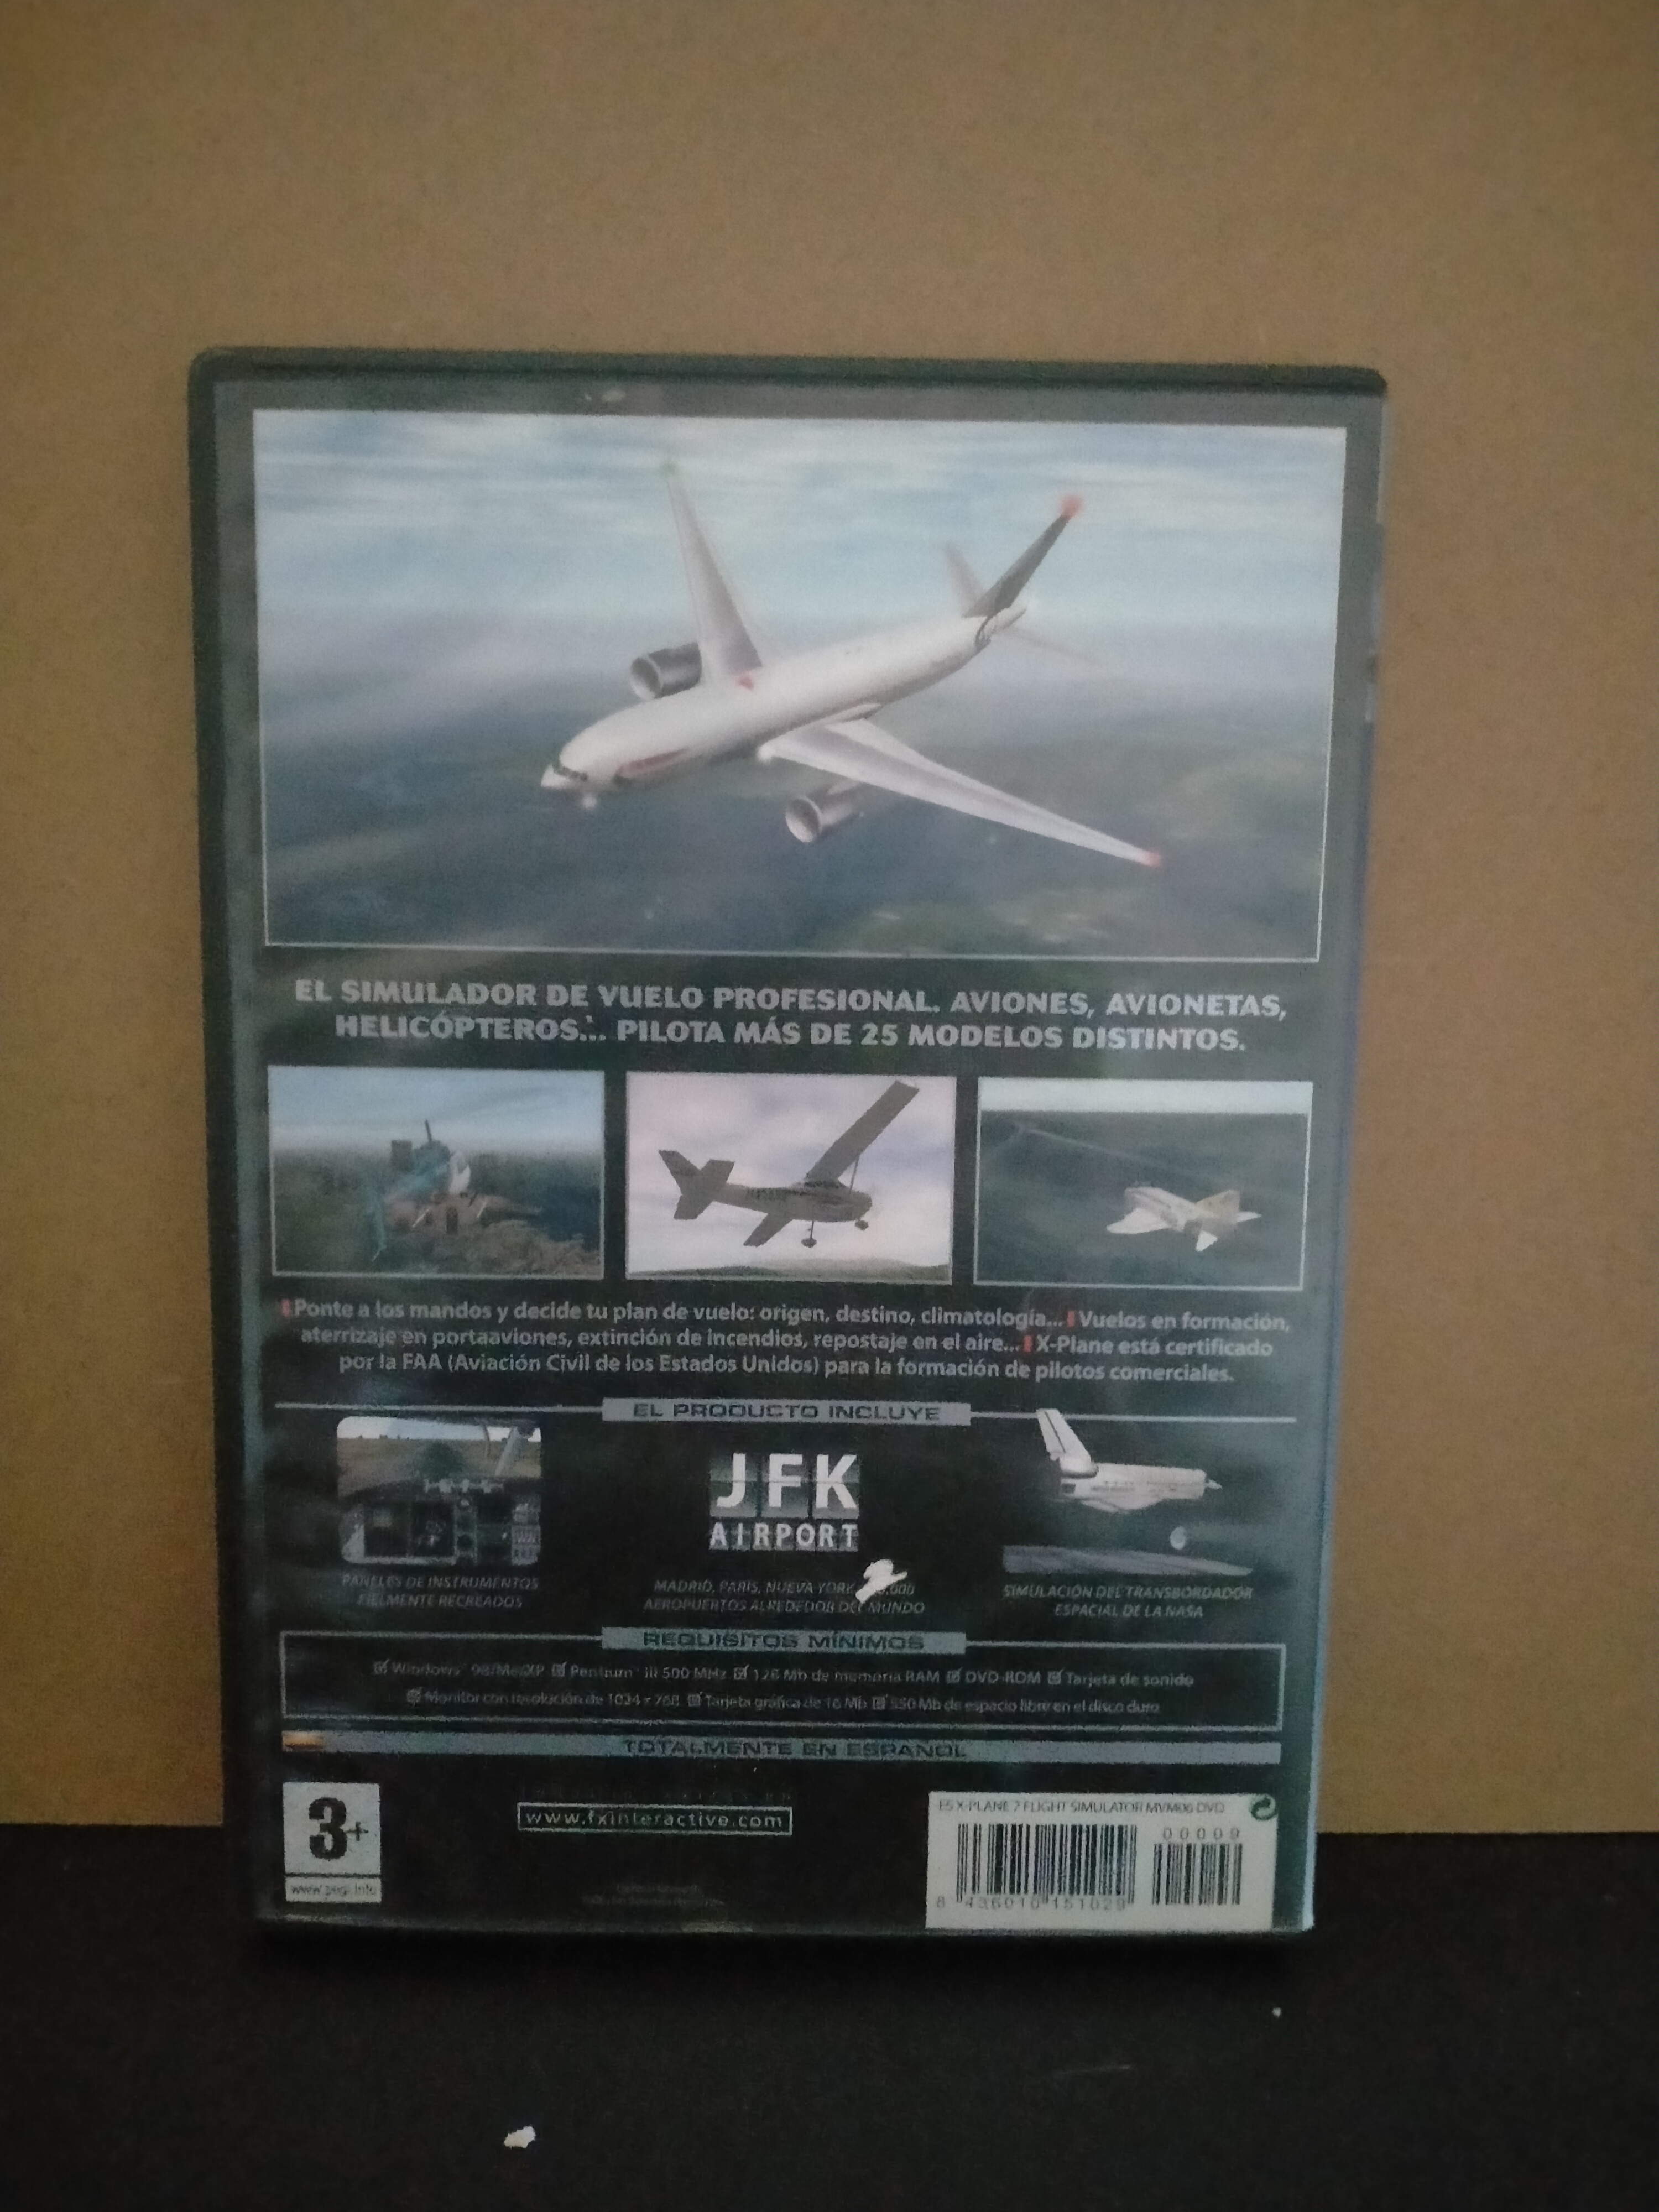 EL SIMULADOR DE VUELO PROFESIONAL. AVIONES, AVIONETAS,
HELICÓPTEROS... PILOTA MÁS DE 25 MODELOS DISTINTOS.
Ponte a los mandos y decide tu plan de vuelo: origen, destino, climatología... Vuelos en formación,
aterrizaje en portaaviones, extinción de incendios, repostaje en el aire... X-Plane está certificado
por la FAA (Aviación Civil de los Estados Unidos) para la formación de pilotos comerciales.
EL PRODUCTO INCLUYE
JFK
AIRPORT
PANELES DE INSTRUMENTOS
FIELMENTE RECREADOS
MADRID, PARIS, NUEVA YORK
AEROPUERTOS ALREDEDOR DEL MUNDO
SIMULACIÓN DEL TRANSBORDADOR
ESPACIAL DE LA NASA
REQUISITOS MÍNIMOS
Windows 98/Me/XP Pentium III 500 MHz 128 Mb de memoria RAM DVD-ROM Tarjeta de sonido
Monitor con resolución de 1024 x 768 Tarjeta gráfica de 16 Mb 550 Mb de espacio libre en el disco duro
TOTALMENTE EN ESPAÑOL
3+
www.pegi.info
www.fxinteractive.com
ES X-PLANE 7 FLIGHT SIMULATOR MVM06 DVD
00009
8 436010 151029